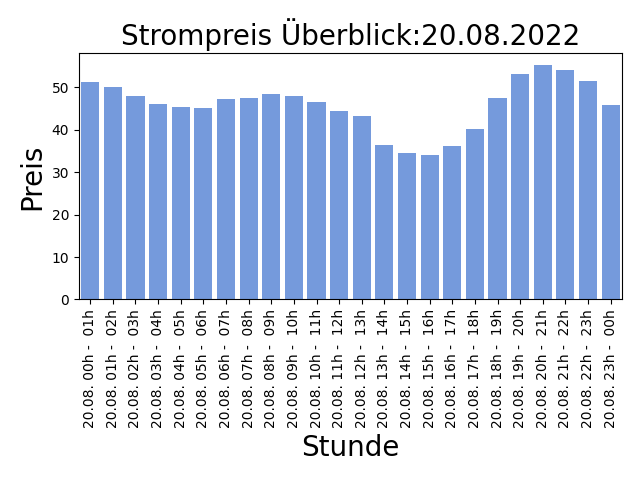 Strompreis Überblick:20.08.2022
Preis
50
40
30
20
10
0
20.08. 00h - 01h
20.08. 01h - 02h
20.08. 02h - 03h
20.08. 03h - 04h
20.08. 04h - 05h
20.08. 05h - 06h
20.08. 06h - 07h
20.08. 07h - 08h
20.08. 08h - 09h
20.08. 09h - 10h
20.08. 10h - 11h
20.08. 11h - 12h
20.08. 12h - 13h
20.08. 13h - 14h
20.08. 14h - 15h
20.08. 15h - 16h
20.08. 16h - 17h
20.08. 17h - 18h
20.08. 18h - 19h
20.08. 19h - 20h
20.08. 20h - 21h
20.08. 21h - 22h
20.08. 22h - 23h
20.08. 23h - 00h
Stunde